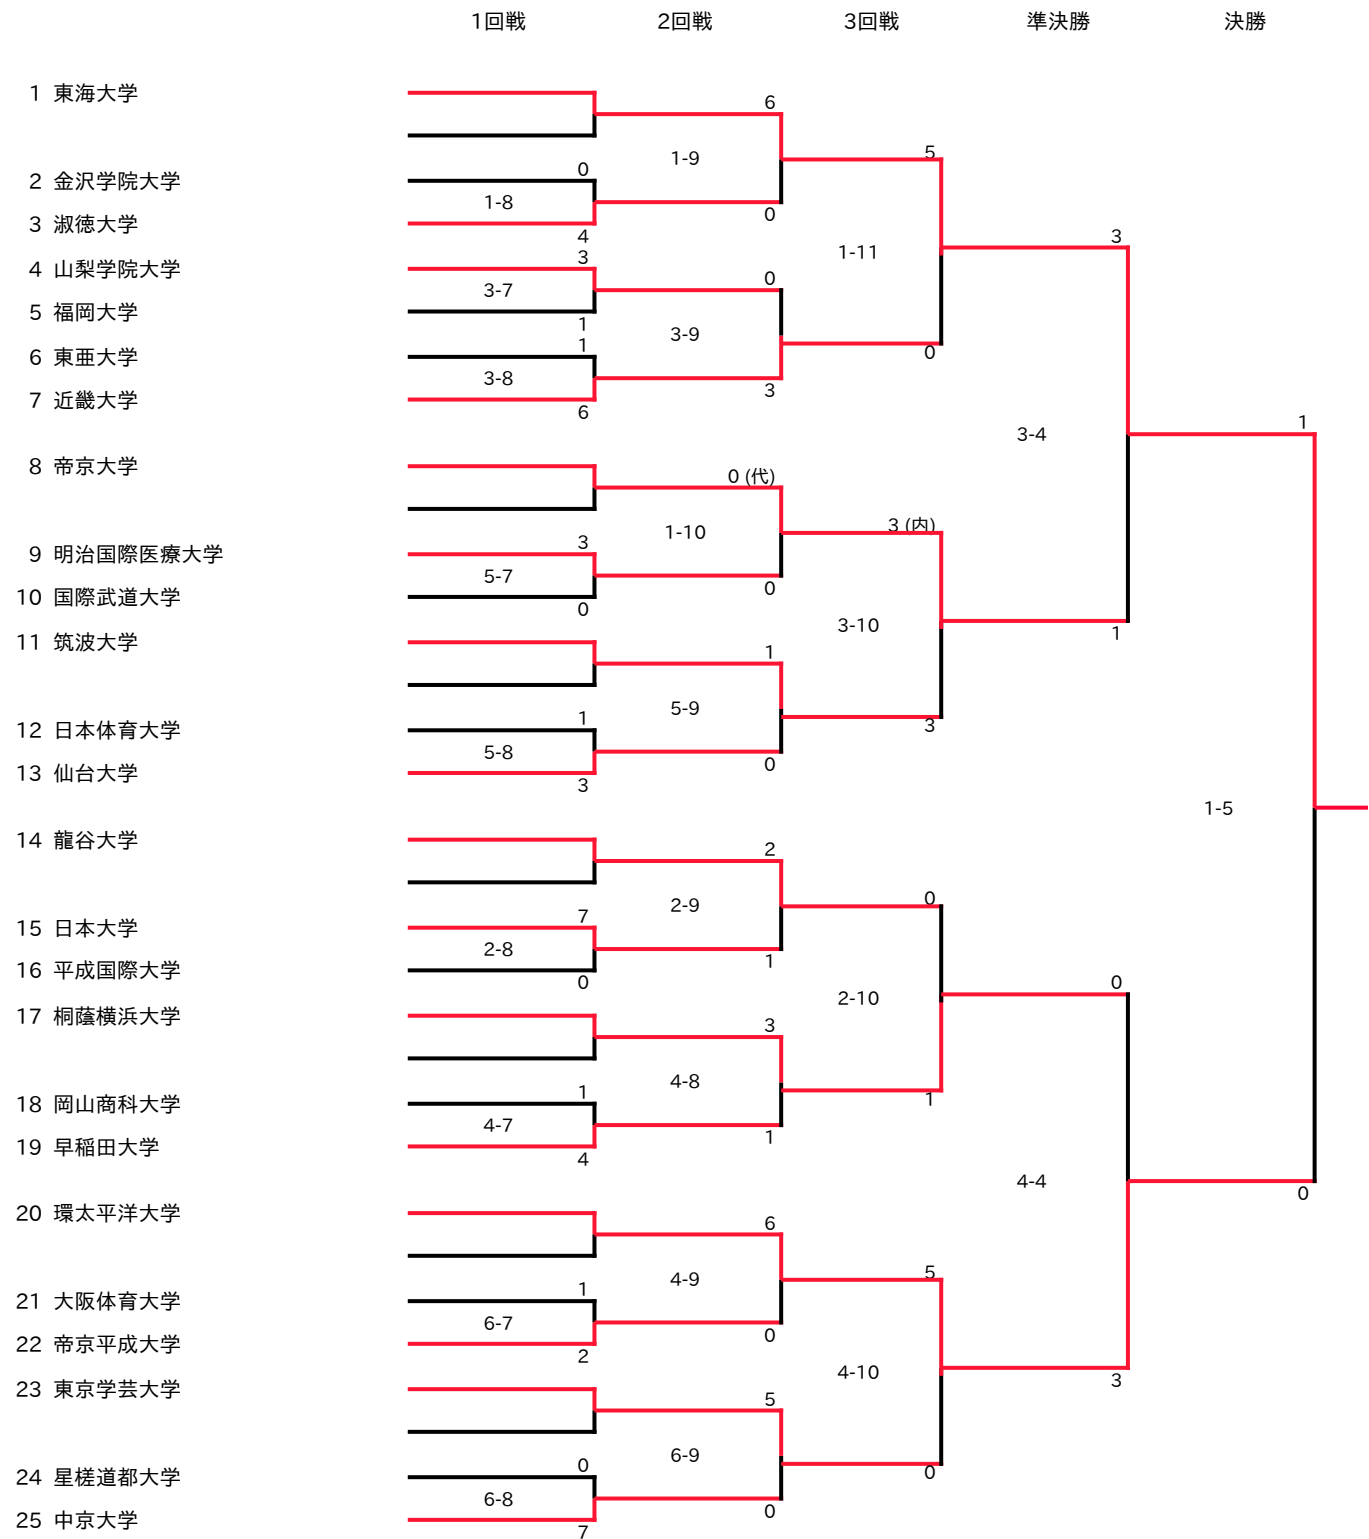 1回戦 2回戦 3回戦 準決勝 決勝
1 東海大学
6
5
1-9
0
2 金沢学院大学
1-8
3 淑徳大学
0
4
3
4 山梨学院大学
3
1-11
0
3-7
5 福岡大学
1
3-9
0
6 東亜大学
1
3-8
3
7 近畿大学
6
1
3-4
8 帝京大学
0 (代)
3 (内)
1-10
9 明治国際医療大学
3
5-7
0
10 国際武道大学
0
3-10
1
11 筑波大学
1
5-9
3
12 日本体育大学
1
5-8
0
13 仙台大学
3
1-5
14 龍谷大学
2
0
2-9
15 日本大学
7
2-8
1
16 平成国際大学
0
2-10
0
17 桐蔭横浜大学
3
4-8
1
18 岡山商科大学
1
4-7
1
19 早稲田大学
4
4-4
0
20 環太平洋大学
6
5
4-9
21 大阪体育大学
1
6-7
0
22 帝京平成大学
2
4-10
3
23 東京学芸大学
5
6-9
0
24 星槎道都大学
0
6-8
0
25 中京大学
7